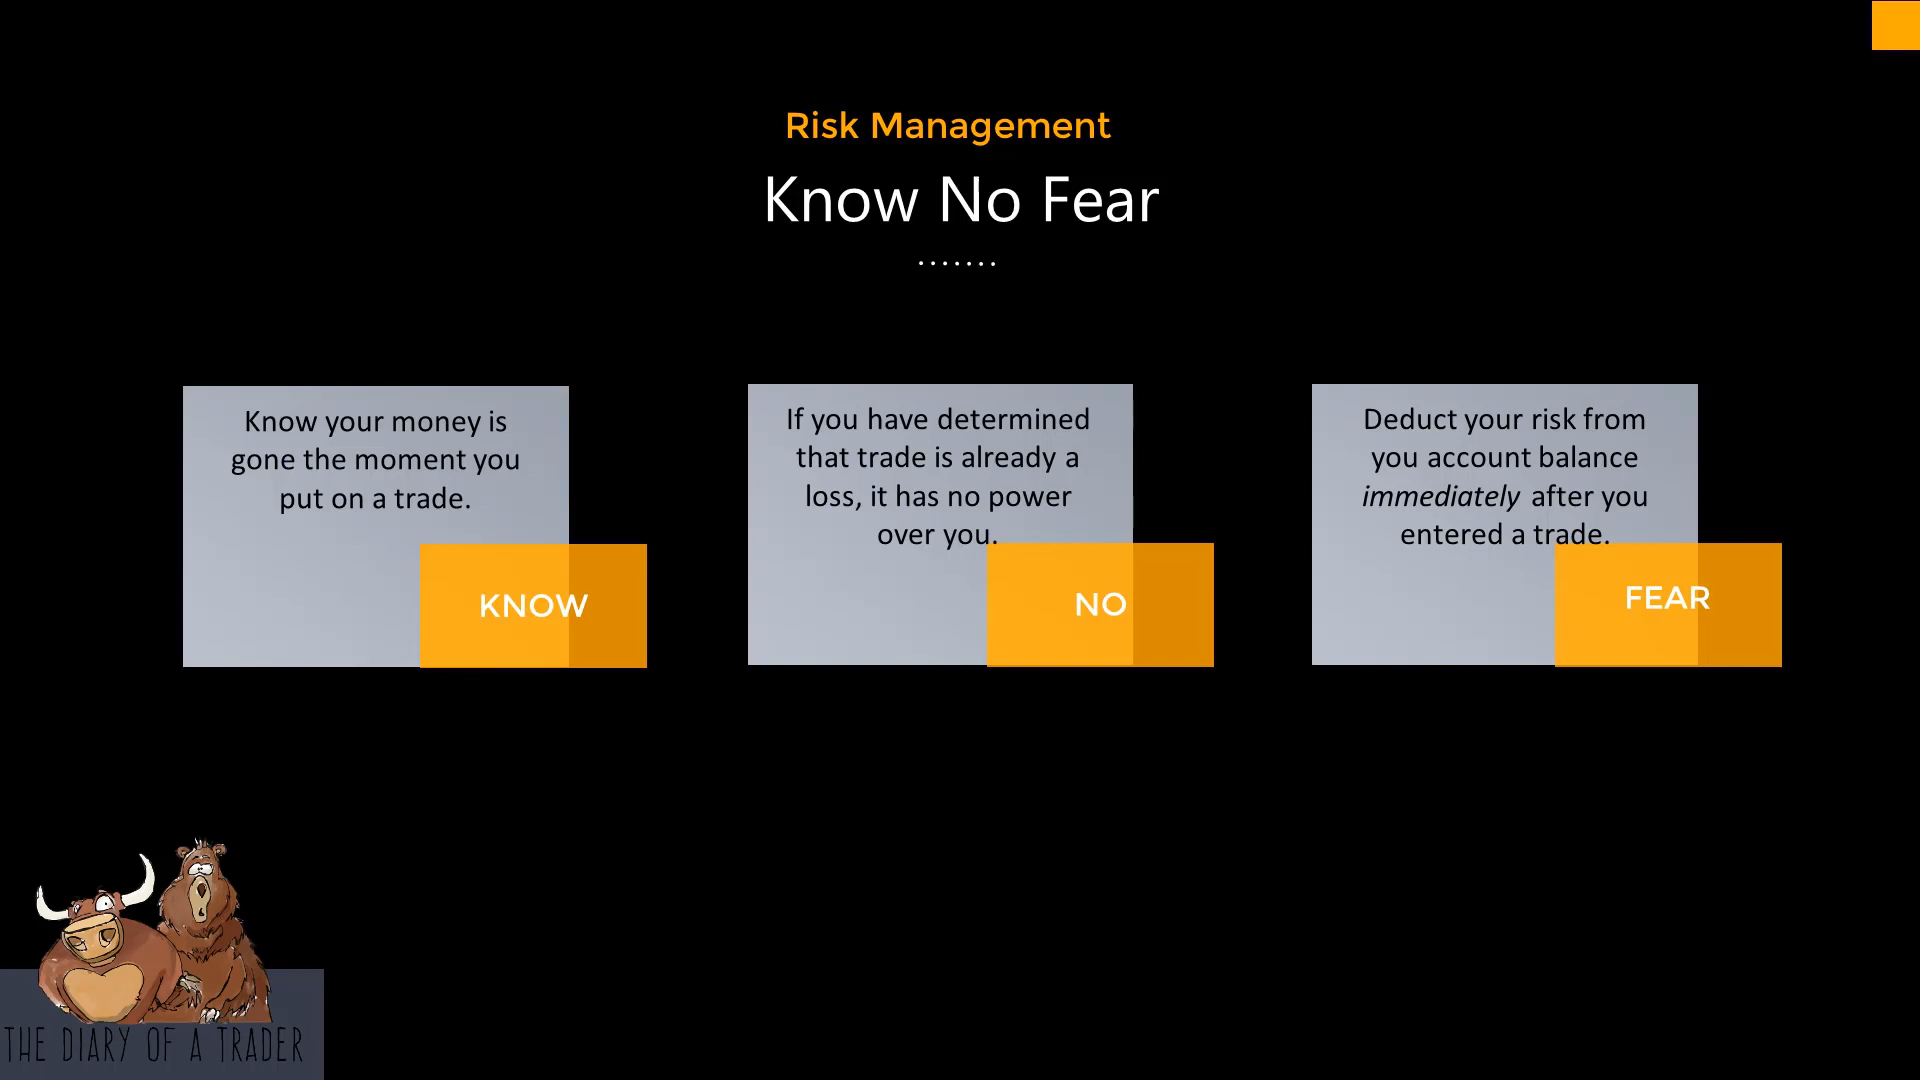 Risk Management
Know No Fear
Know your money is
gone the moment you
put on a trade.
KNOW
If you have determined
that trade is already a
loss, it has no power
over you.
NO
Deduct your risk from
you account balance
immediately after you
entered a trade.
FEAR
THE DIARY OF A TRADER